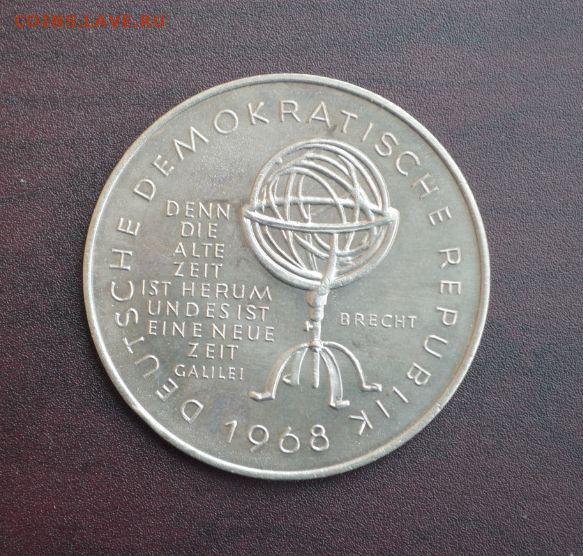 COINS.LAVE.RU
DEUTSCHE DEMOKRATISCHE REPUBLIK
DENN
DIE
ALTE
ZEIT
IST HERUM
UND ES IST
EINE NEUE
ZEIT
GALILEI
BRECHT
1968